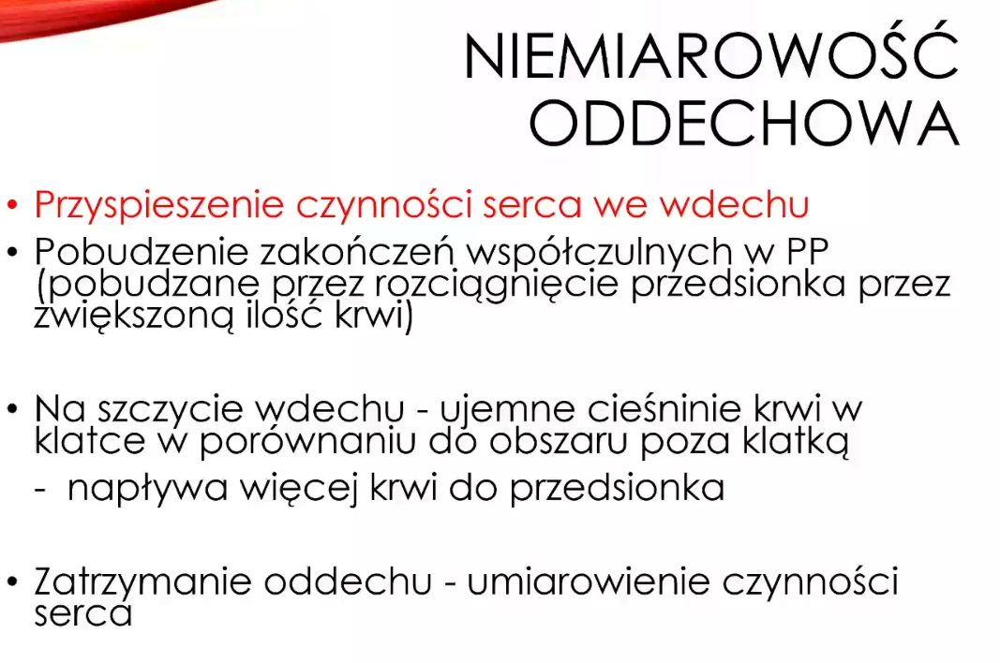 NIEMIAROWOŚĆ
ODDECHOWA
• Przyspieszenie czynności serca we wdechu
• Pobudzenie zakończeń współczulnych w PP
(pobudzane przez rozciągnięcie przedsionka przez
zwiększoną ilość krwi)
• Na szczycie wdechu - ujemne cieśninie krwi w
klatce w porównaniu do obszaru poza klatką
- napływa więcej krwi do przedsionka
• Zatrzymanie oddechu - umiarowienie czynności
serca